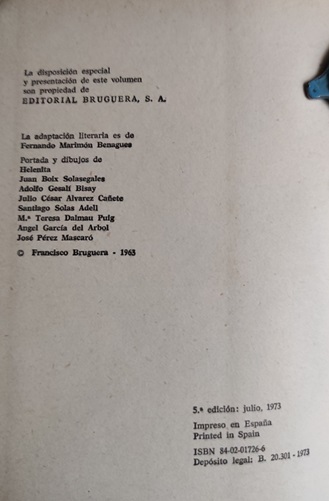 La disposición especial
y presentación de este volumen
son propiedad de
EDITORIAL BRUGUERA, S. A.
La adaptación literaria es de
Fernando Marimón Benages
Portada y dibujos de
Helenita
Juan Boix Solasegales
Adolfo Gesalí Bisay
Julio César Alvarez Cañete
Santiago Solas Adell
M.ª Teresa Dalmau Puig
Angel García del Arbol
José Pérez Mascaró
© Francisco Bruguera - 1963
5.ª edición: julio, 1973
Impreso en España
Printed in Spain
ISBN 84-02-01726-6
Depósito legal: B. 20.301 - 1973